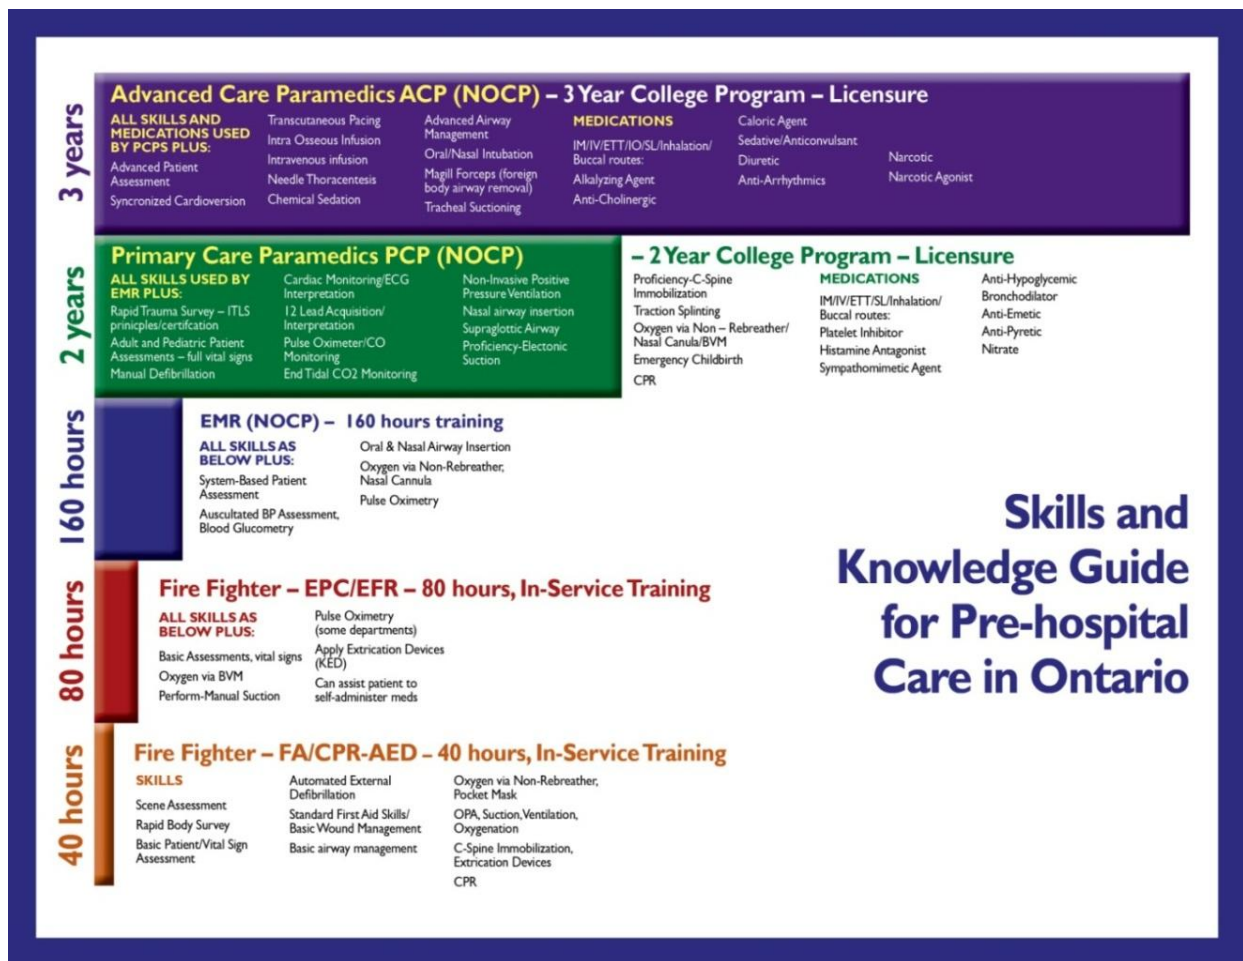 3 years
Advanced Care Paramedics ACP (NOCP) – 3 Year College Program – Licensure
ALL SKILLS AND
MEDICATIONS USED
BY PCPS PLUS:
Advanced Patient
Assessment
Syncronized Cardioversion
Transcutaneous Pacing
Intra Osseous Infusion
Intravenous infusion
Needle Thoracentesis
Chemical Sedation
Advanced Airway
Management
Oral/Nasal Intubation
Magill Forceps (foreign
body airway removal)
Tracheal Suctioning
MEDICATIONS
IM/IV/ETT/IO/SL/Inhalation/
Buccal routes:
Alkalyzing Agent
Anti-Cholinergic
Caloric Agent
Sedative/Anticonvulsant
Diuretic
Anti-Arrhythmics
Narcotic
Narcotic Agonist
2 years
Primary Care Paramedics PCP (NOCP) – 2 Year College Program – Licensure
ALL SKILLS USED BY
EMR PLUS:
Rapid Trauma Survey – ITLS
prinicples/certifcation
Adult and Pediatric Patient
Assessments – full vital signs
Manual Defibrillation
Cardiac Monitoring/ECG
Interpretation
12 Lead Acquisition/
Interpretation
Pulse Oximeter/CO
Monitoring
End Tidal CO2 Monitoring
Non-Invasive Positive
Pressure Ventilation
Nasal airway insertion
Supraglottic Airway
Proficiency-Electonic
Suction
Proficiency-C-Spine
Immobilization
Traction Splinting
Oxygen via Non – Rebreather/
Nasal Canula/BVM
Emergency Childbirth
CPR
MEDICATIONS
IM/IV/ETT/SL/Inhalation/
Buccal routes:
Platelet Inhibitor
Histamine Antagonist
Sympathomimetic Agent
Anti-Hypoglycemic
Bronchodilator
Anti-Emetic
Anti-Pyretic
Nitrate
160 hours
EMR (NOCP) – 160 hours training
ALL SKILLS AS
BELOW PLUS:
System-Based Patient
Assessment
Auscultated BP Assessment,
Blood Glucometry
Oral & Nasal Airway Insertion
Oxygen via Non-Rebreather,
Nasal Cannula
Pulse Oximetry
Skills and
Knowledge Guide
for Pre-hospital
Care in Ontario
80 hours
Fire Fighter – EPC/EFR – 80 hours, In-Service Training
ALL SKILLS AS
BELOW PLUS:
Basic Assessments, vital signs
Oxygen via BVM
Perform-Manual Suction
Pulse Oximetry
(some departments)
Apply Extrication Devices
(KED)
Can assist patient to
self-administer meds
40 hours
Fire Fighter – FA/CPR-AED – 40 hours, In-Service Training
SKILLS
Scene Assessment
Rapid Body Survey
Basic Patient/Vital Sign
Assessment
Automated External
Defibrillation
Standard First Aid Skills/
Basic Wound Management
Basic airway management
Oxygen via Non-Rebreather,
Pocket Mask
OPA, Suction, Ventilation,
Oxygenation
C-Spine Immobilization,
Extrication Devices
CPR